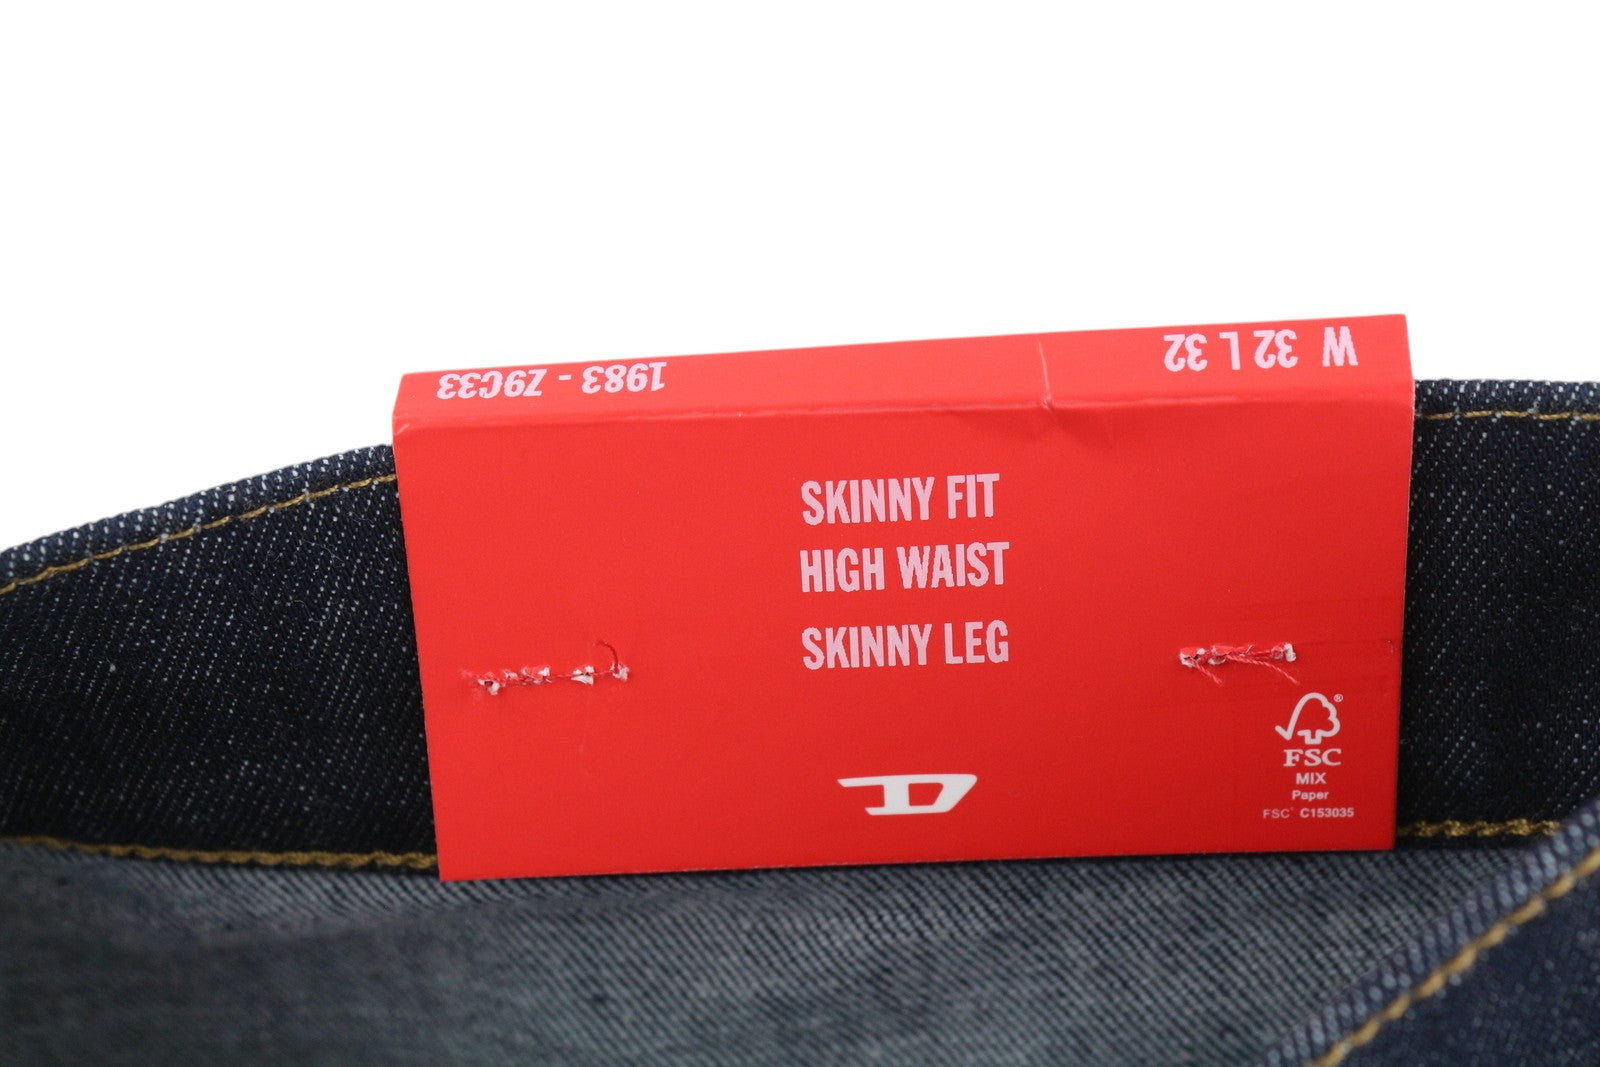 W 32 L 32
1983 - Z9C33
SKINNY FIT
HIGH WAIST
SKINNY LEG
D
FSC®
MIX
Paper
FSC® C153035